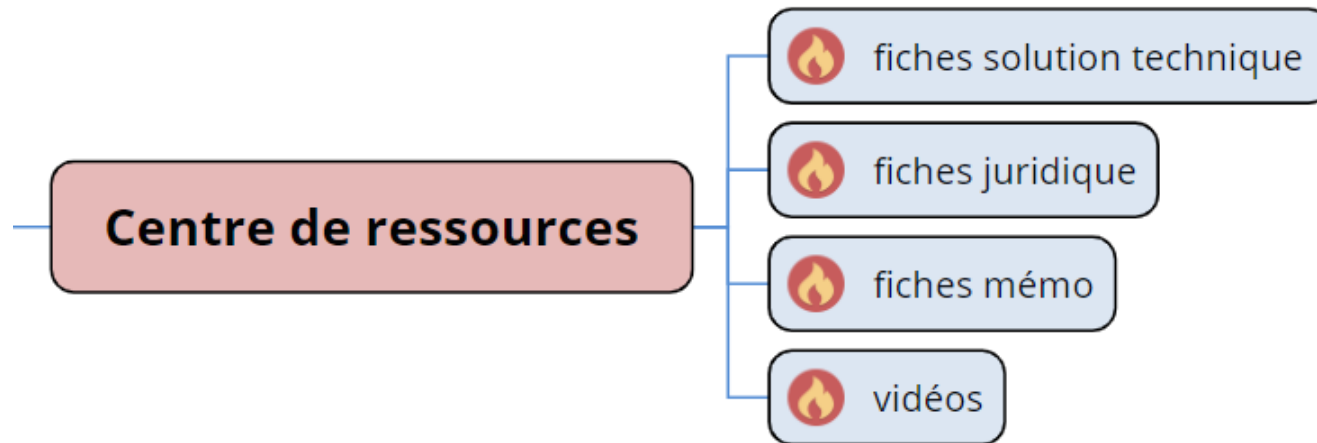 Centre de ressources
fiches solution technique
fiches juridique
fiches mémo
vidéos